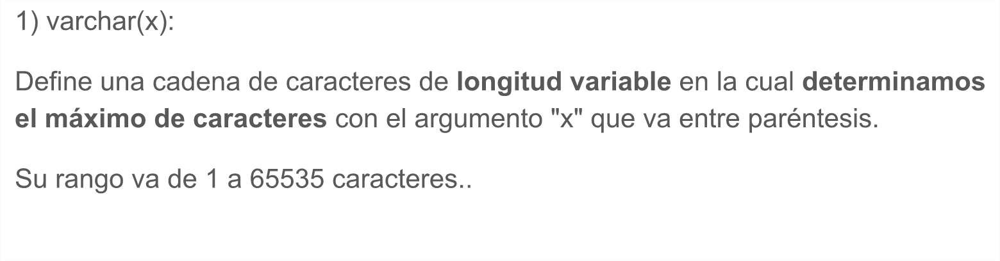 1) varchar(x):
Define una cadena de caracteres de longitud variable en la cual determinamos
el máximo de caracteres con el argumento "x" que va entre paréntesis.
Su rango va de 1 a 65535 caracteres..